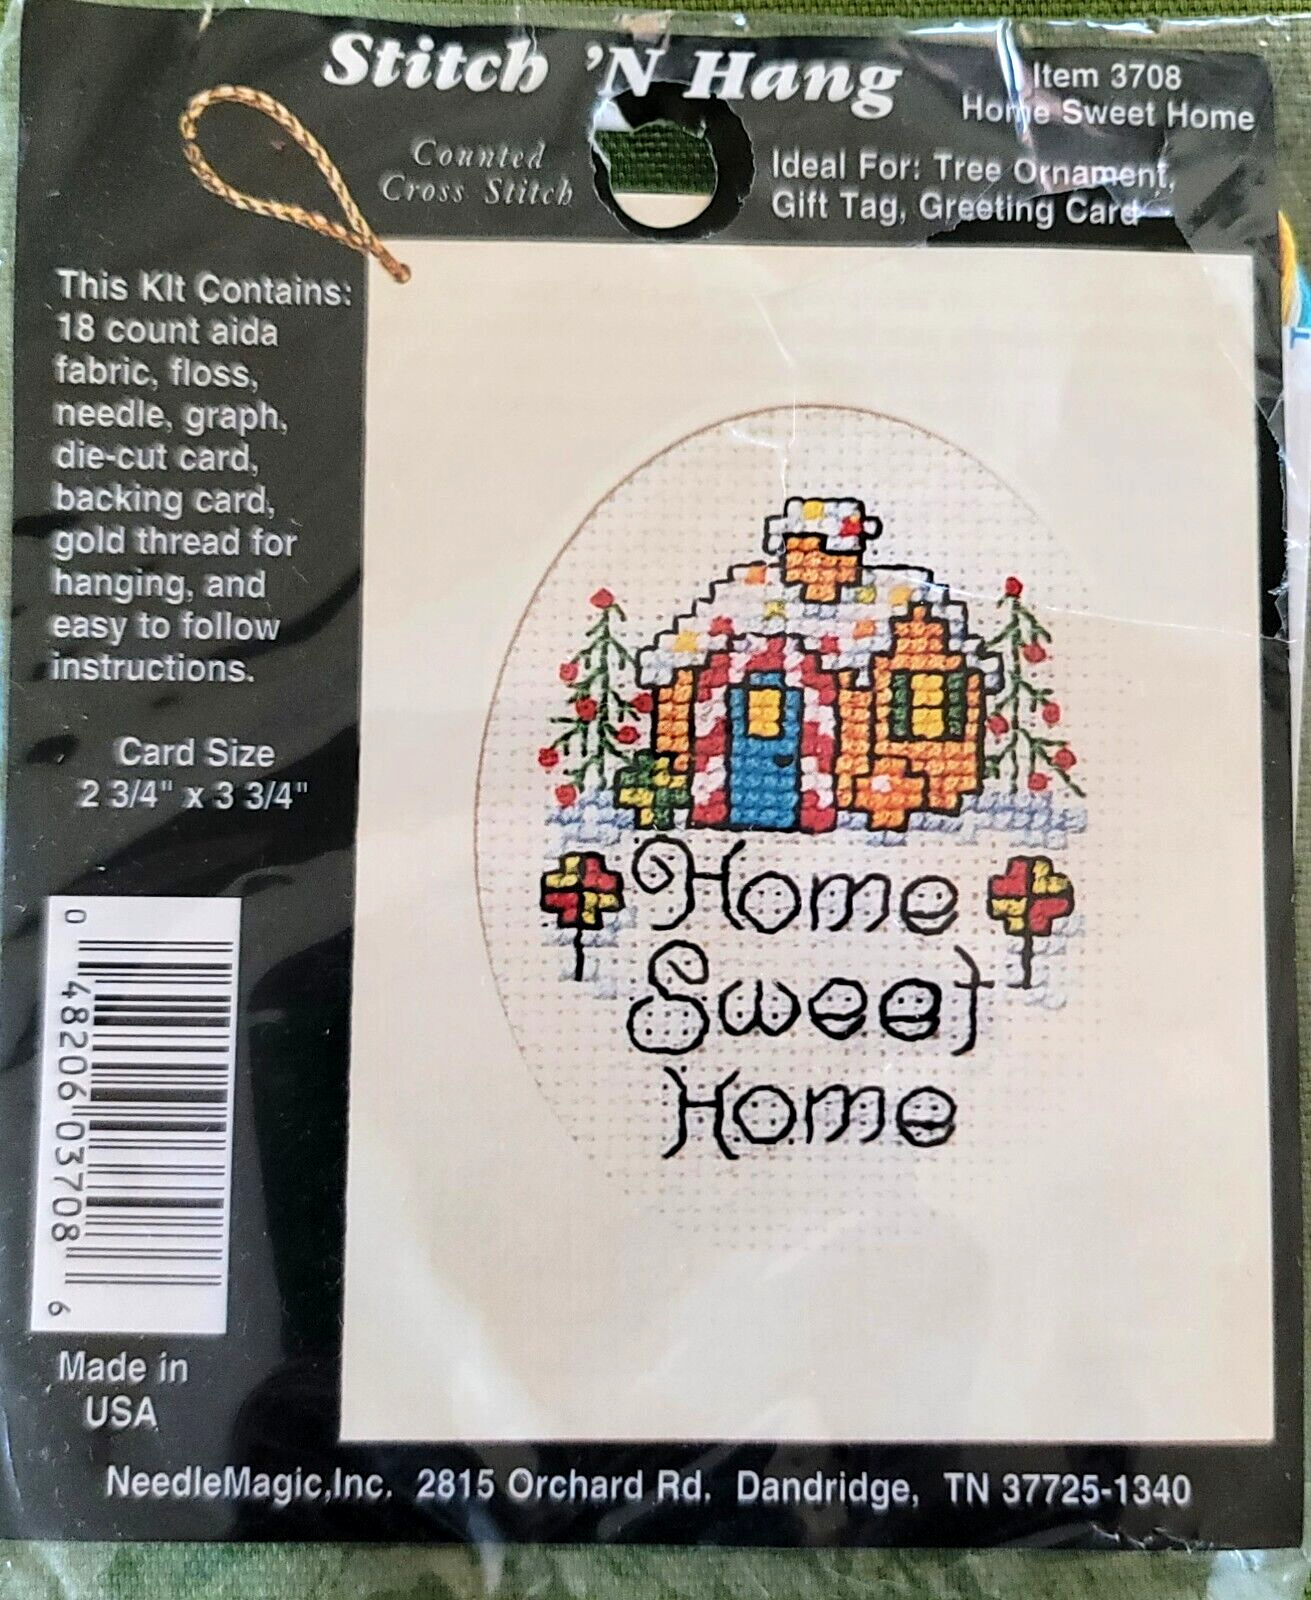 Stitch 'N Hang
Item 3708
Home Sweet Home
Counted
Cross Stitch
Ideal For: Tree Ornament,
Gift Tag, Greeting Card
This KIt Contains:
18 count aida
fabric, floss,
needle, graph,
die-cut card,
backing card,
gold thread for
hanging, and
easy to follow
instructions.
Card Size
2 3/4" x 3 3/4"
Home
Sweet
Home
0 48206 03708 6
Made in
USA
NeedleMagic,Inc. 2815 Orchard Rd. Dandridge, TN 37725-1340
T